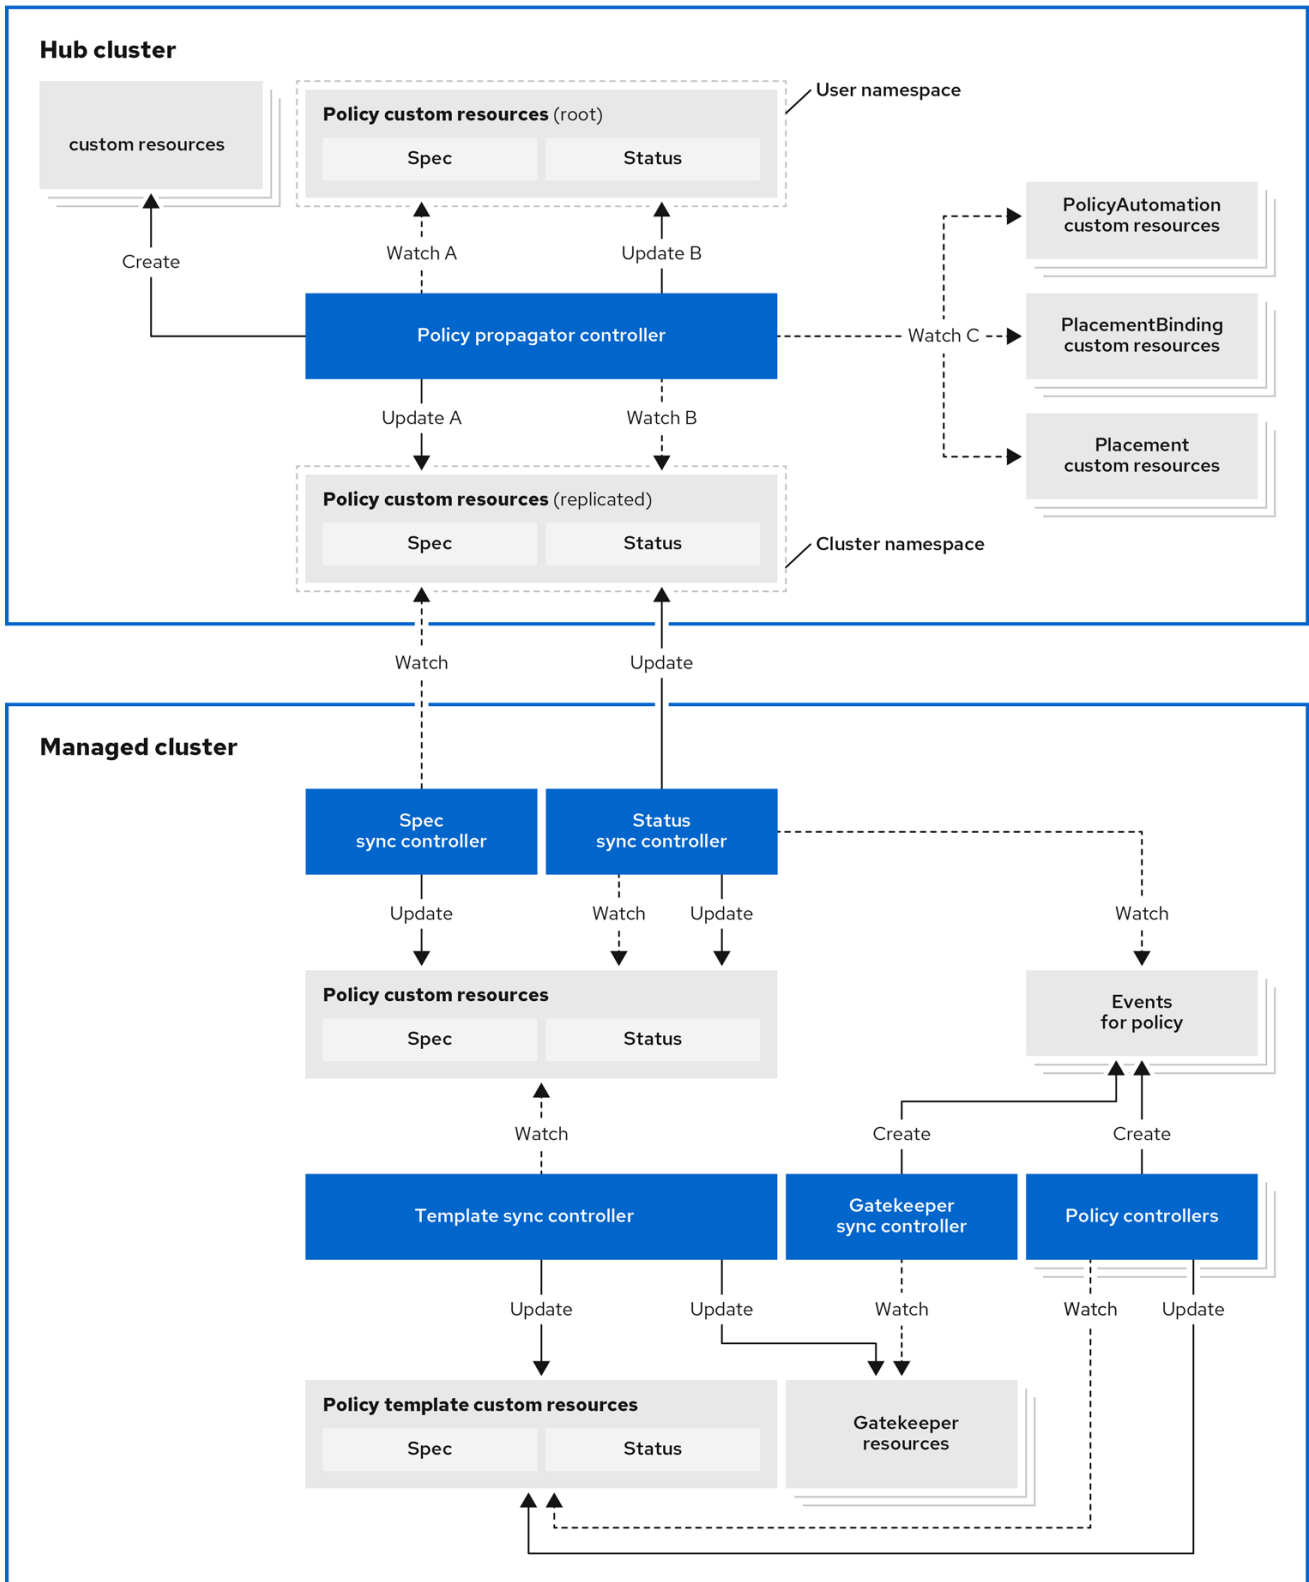 Hub cluster
custom resources
Policy custom resources (root)
Spec
Status
User namespace
Create
Watch A
Update B
PolicyAutomation
custom resources
Policy propagator controller
Watch C
PlacementBinding
custom resources
Update A
Watch B
Placement
custom resources
Policy custom resources (replicated)
Spec
Status
Cluster namespace
Watch
Update
Managed cluster
Spec
sync controller
Status
sync controller
Update
Watch
Update
Watch
Policy custom resources
Spec
Status
Events
for policy
Watch
Create
Create
Template sync controller
Gatekeeper
sync controller
Policy controllers
Update
Update
Watch
Watch
Update
Policy template custom resources
Spec
Status
Gatekeeper
resources